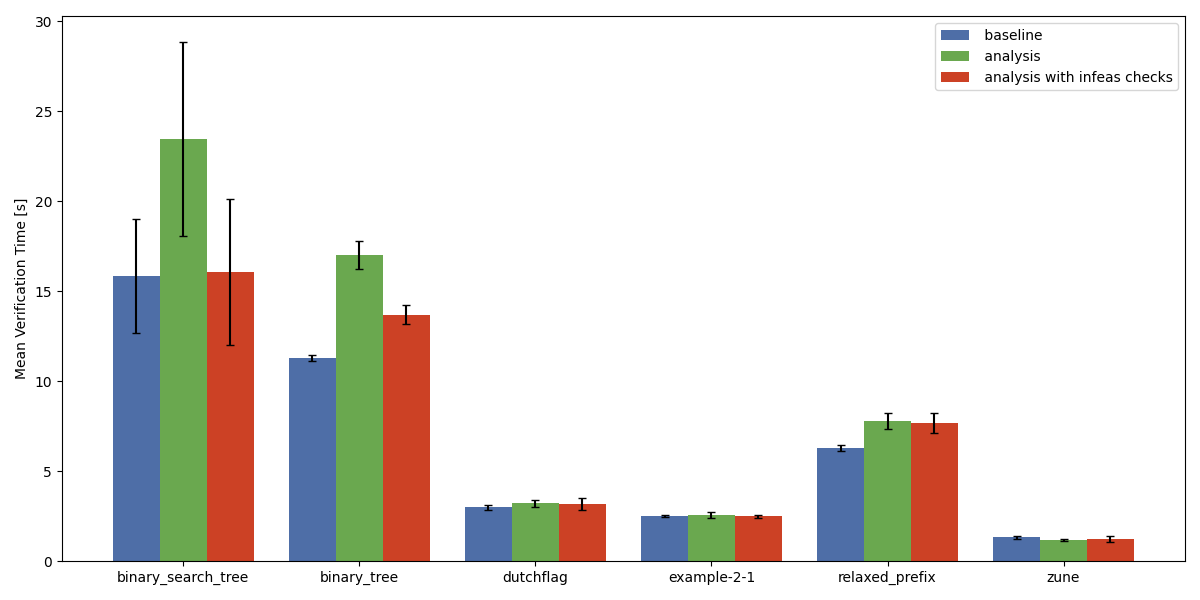 30
25
20
15
10
5
0
Mean Verification Time [s]
baseline
analysis
analysis with infeas checks
binary_search_tree
binary_tree
dutchflag
example-2-1
relaxed_prefix
zune